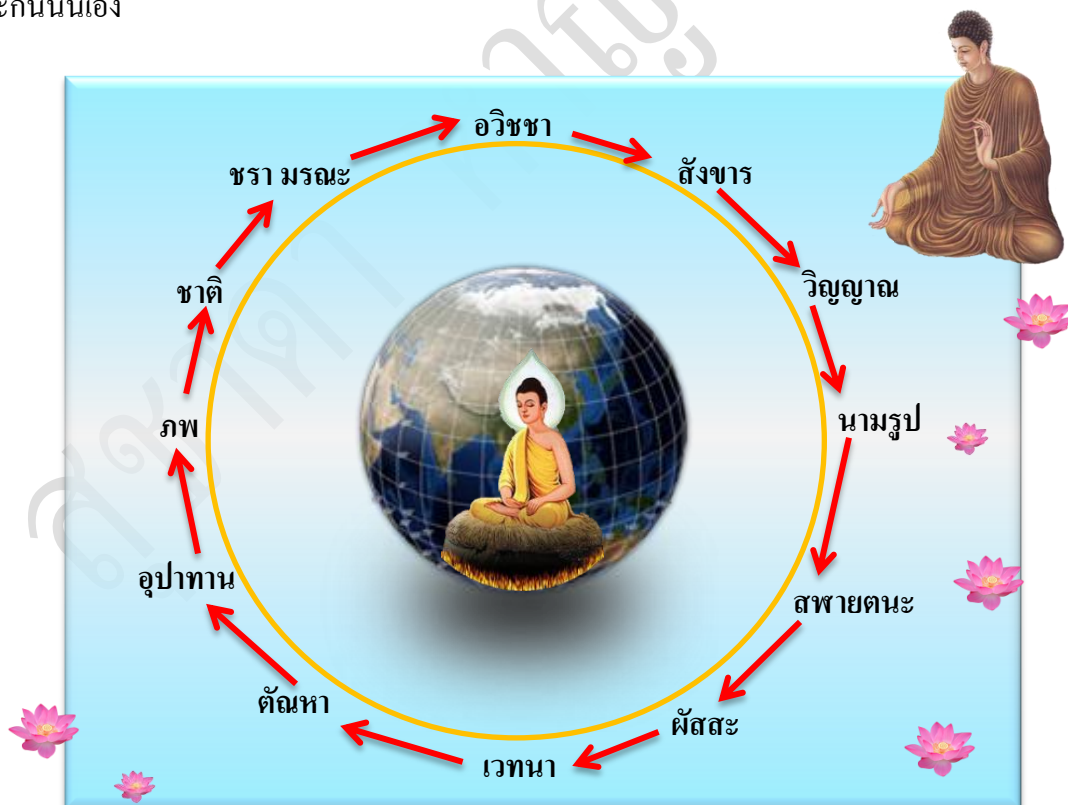 อวิชชา
สังขาร
วิญญาณ
นามรูป
สฬายตนะ
ผัสสะ
เวทนา
ตัณหา
อุปาทาน
ภพ
ชาติ
ชรา มรณะ